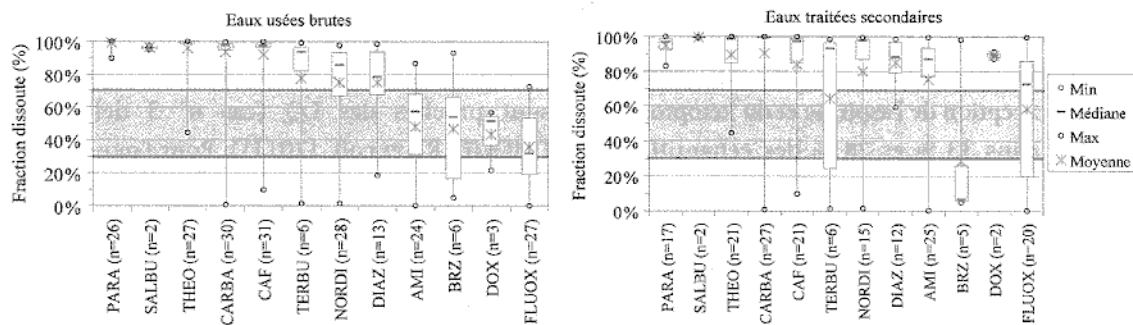 Eaux usées brutes
Fraction dissoute (%)
100%
80%
60%
40%
20%
0%
PARA (n=26)
SALBU (n=2)
THEO (n=27)
CARBA (n=30)
CAF (n=31)
TERBU (n=6)
NORDI (n=28)
DIAZ (n=13)
AMI (n=24)
BRZ (n=6)
DOX (n=3)
FLUOX (n=27)
Eaux traitées secondaires
Fraction dissoute (%)
100%
80%
60%
40%
20%
0%
PARA (n=17)
SALBU (n=2)
THEO (n=21)
CARBA (n=27)
CAF (n=21)
TERBU (n=6)
NORDI (n=15)
DIAZ (n=12)
AMI (n=25)
BRZ (n=5)
DOX (n=2)
FLUOX (n=20)
Min
Médiane
Max
Moyenne